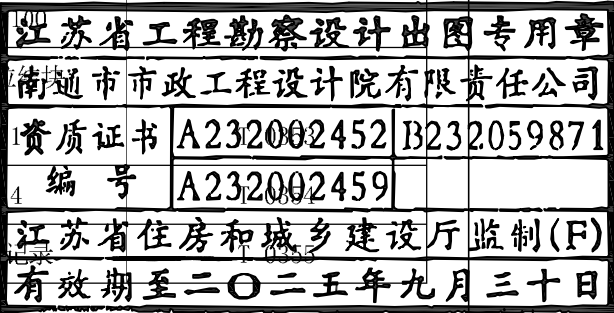 江苏省工程勘察设计出图专用章
南通市市政工程设计院有限责任公司
资质证书 A232002452 B232059871
编号 A232002459
江苏省住房和城乡建设厅监制(F)
有效期至二〇二五年九月三十日